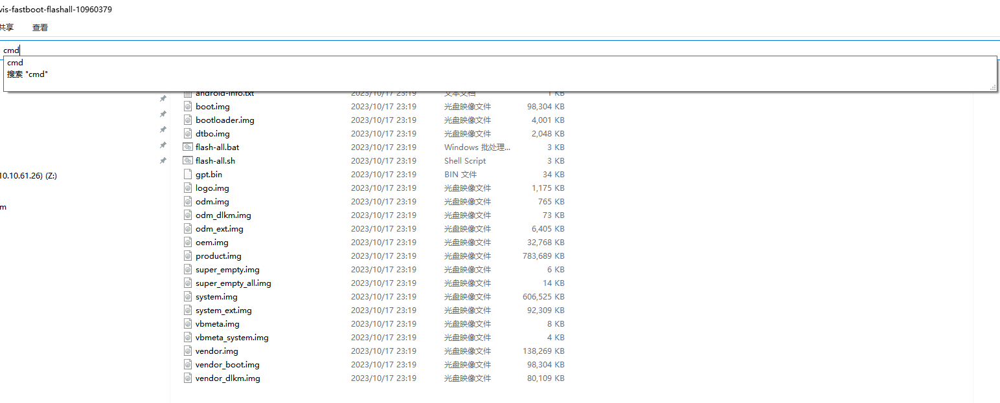 vis-fastboot-flashall-10960379
共享 查看
cmd
cmd
搜索 "cmd"
android-info.txt 2023/10/17 23:19 文本文档 1 KB
boot.img 2023/10/17 23:19 光盘映像文件 98,304 KB
bootloader.img 2023/10/17 23:19 光盘映像文件 4,001 KB
dtbo.img 2023/10/17 23:19 光盘映像文件 2,048 KB
flash-all.bat 2023/10/17 23:19 Windows 批处理... 3 KB
flash-all.sh 2023/10/17 23:19 Shell Script 3 KB
gpt.bin 2023/10/17 23:19 BIN 文件 34 KB
10.10.61.26) (Z:)
logo.img 2023/10/17 23:19 光盘映像文件 1,175 KB
odm.img 2023/10/17 23:19 光盘映像文件 765 KB
m
odm_dlkm.img 2023/10/17 23:19 光盘映像文件 73 KB
odm_ext.img 2023/10/17 23:19 光盘映像文件 6,405 KB
oem.img 2023/10/17 23:19 光盘映像文件 32,768 KB
product.img 2023/10/17 23:19 光盘映像文件 783,689 KB
super_empty.img 2023/10/17 23:19 光盘映像文件 6 KB
super_empty_all.img 2023/10/17 23:19 光盘映像文件 14 KB
system.img 2023/10/17 23:19 光盘映像文件 606,525 KB
system_ext.img 2023/10/17 23:19 光盘映像文件 92,309 KB
vbmeta.img 2023/10/17 23:19 光盘映像文件 8 KB
vbmeta_system.img 2023/10/17 23:19 光盘映像文件 4 KB
vendor.img 2023/10/17 23:19 光盘映像文件 138,269 KB
vendor_boot.img 2023/10/17 23:19 光盘映像文件 98,304 KB
vendor_dlkm.img 2023/10/17 23:19 光盘映像文件 80,109 KB